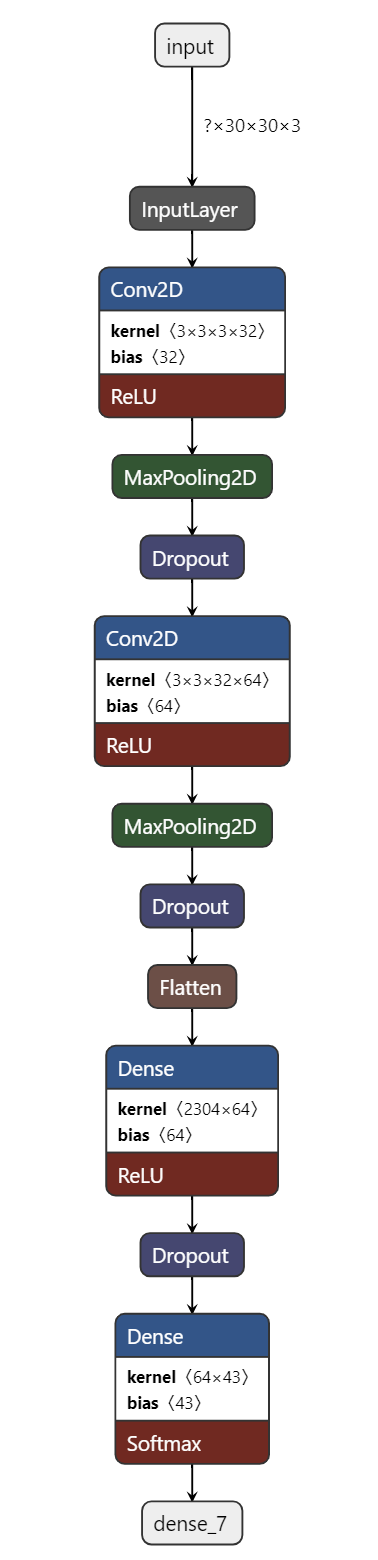 input
?×30×30×3
InputLayer
Conv2D
kernel 〈3×3×3×32〉
bias 〈32〉
ReLU
MaxPooling2D
Dropout
Conv2D
kernel 〈3×3×32×64〉
bias 〈64〉
ReLU
MaxPooling2D
Dropout
Flatten
Dense
kernel 〈2304×64〉
bias 〈64〉
ReLU
Dropout
Dense
kernel 〈64×43〉
bias 〈43〉
Softmax
dense_7